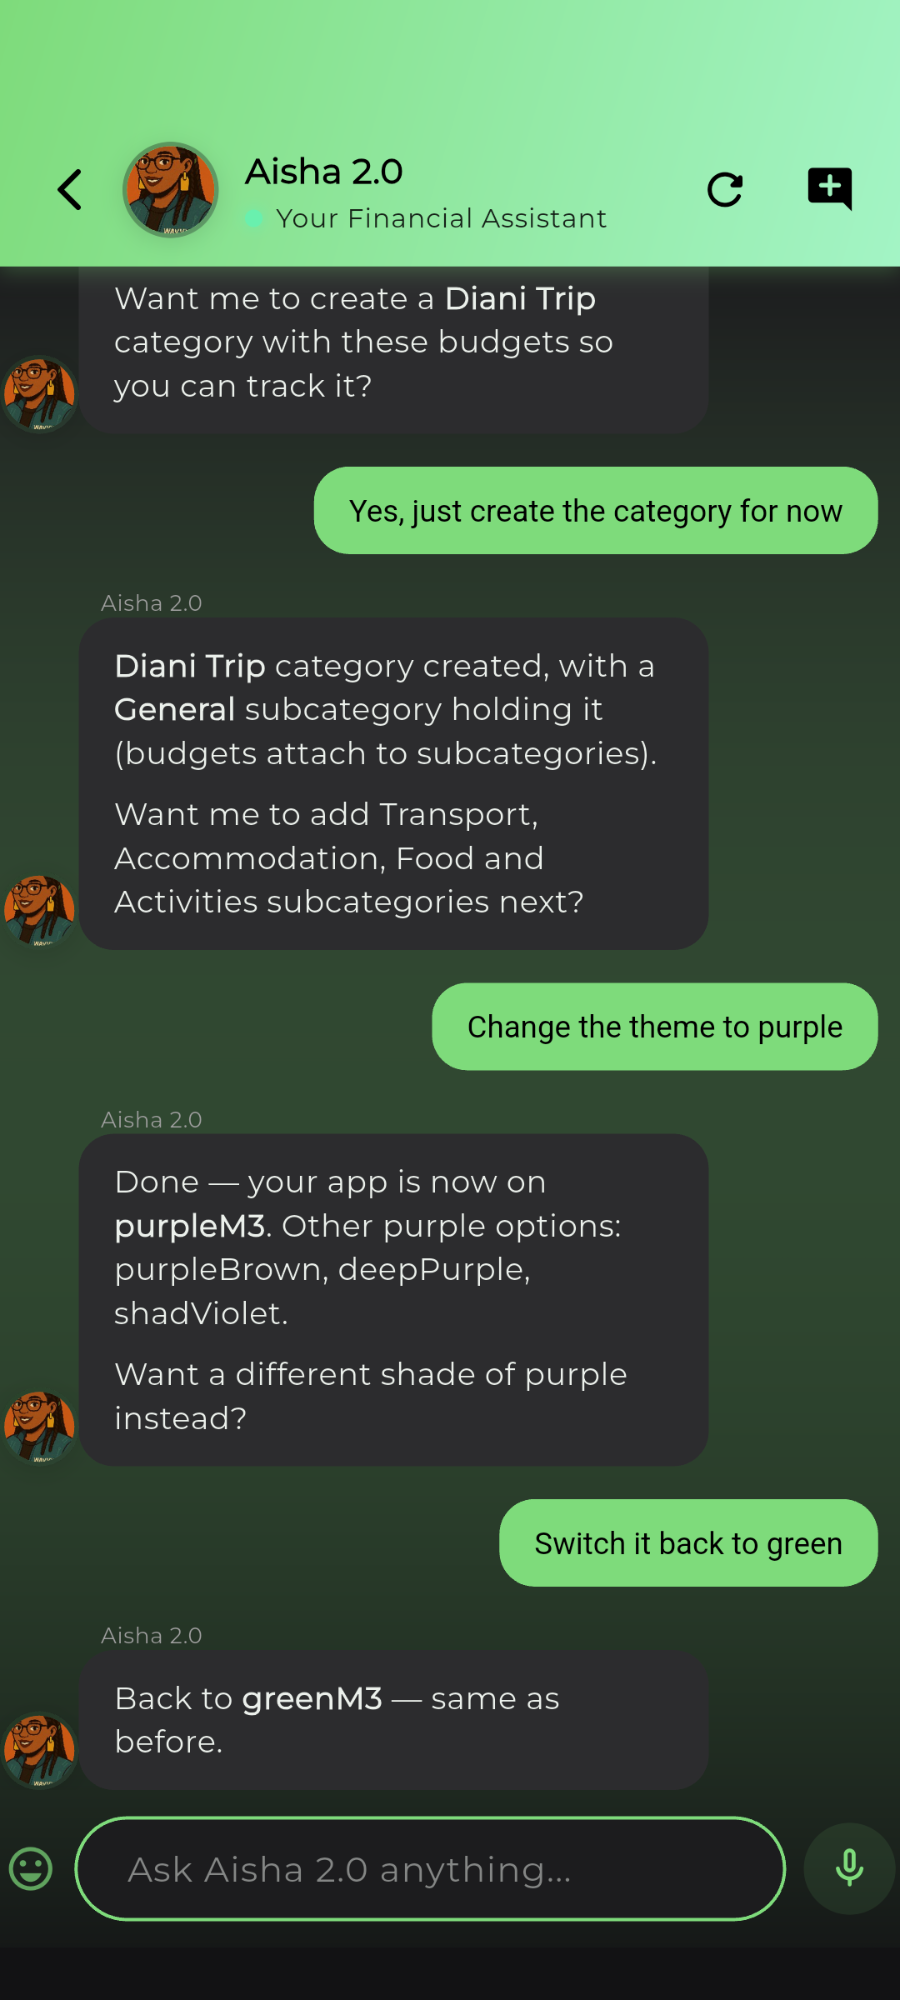 Aisha 2.0
Your Financial Assistant
Want me to create a Diani Trip
category with these budgets so
you can track it?
Yes, just create the category for now
Aisha 2.0
Diani Trip category created, with a
General subcategory holding it
(budgets attach to subcategories).
Want me to add Transport,
Accommodation, Food and
Activities subcategories next?
Change the theme to purple
Aisha 2.0
Done — your app is now on
purpleM3. Other purple options:
purpleBrown, deepPurple,
shadViolet.
Want a different shade of purple
instead?
Switch it back to green
Aisha 2.0
Back to greenM3 — same as
before.
Ask Aisha 2.0 anything...